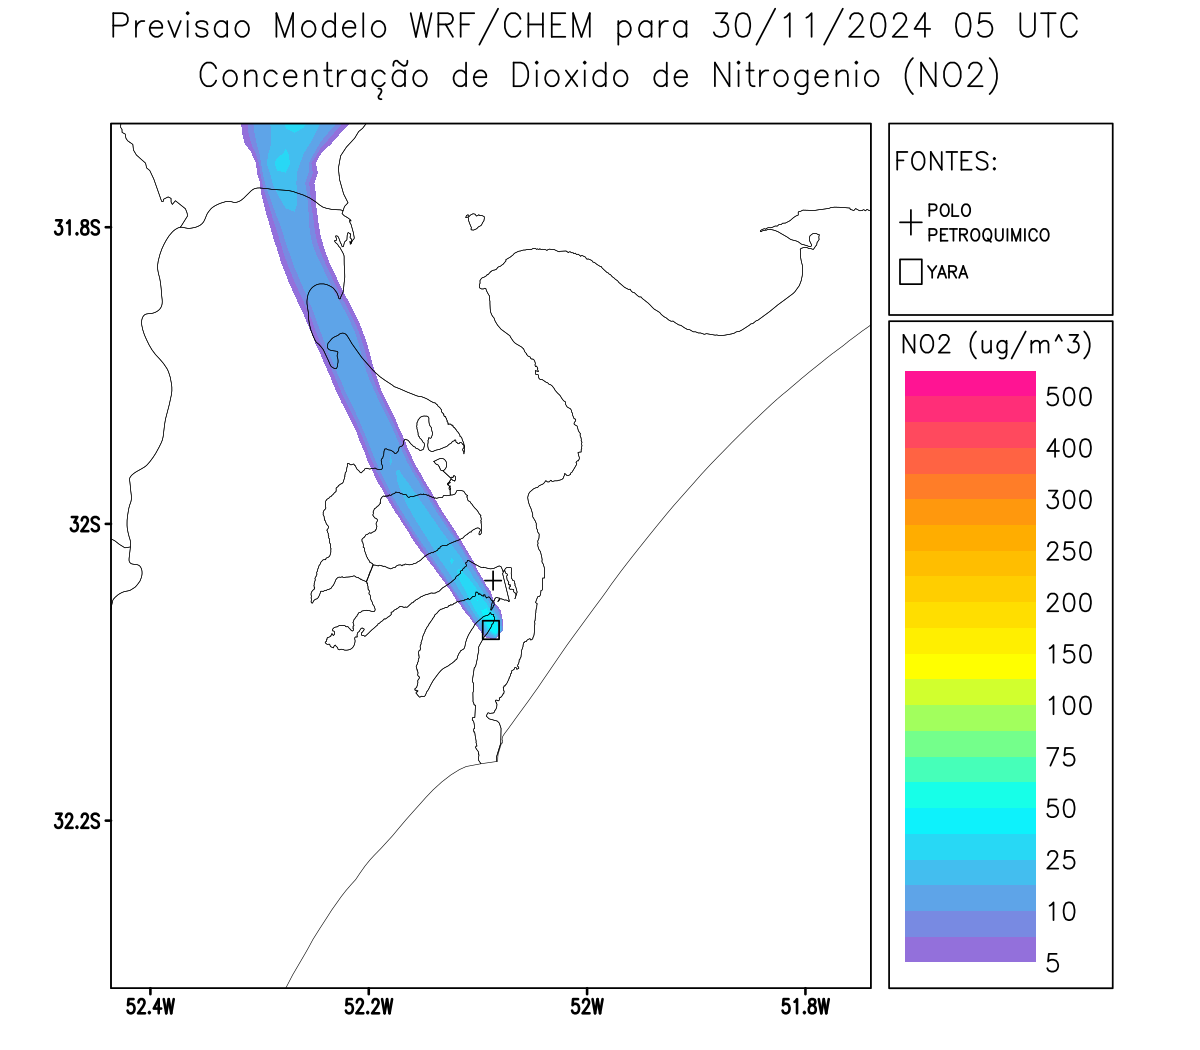 Previsao Modelo WRF/CHEM para 30/11/2024 05 UTC
Concentração de Dioxido de Nitrogenio (NO2)
FONTES:
POLO
PETROQUIMICO
YARA
31.8S
32S
32.2S
52.4W
52.2W
52W
51.8W
NO2 (ug/m^3)
500
400
300
250
200
150
100
75
50
25
10
5